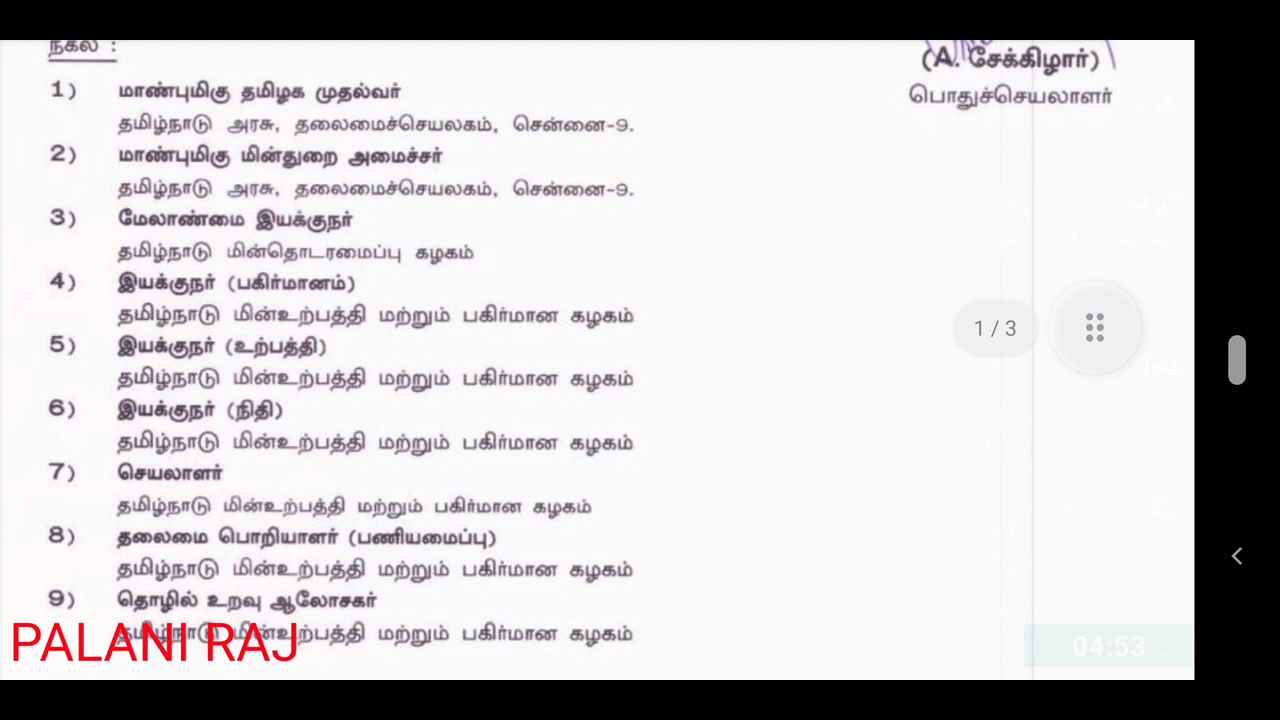 நகல் :
(A. சேக்கிழார்)
பொதுச்செயலாளர்
1) மாண்புமிகு தமிழக முதல்வர்
தமிழ்நாடு அரசு, தலைமைச்செயலகம், சென்னை-9.
2) மாண்புமிகு மின்துறை அமைச்சர்
தமிழ்நாடு அரசு, தலைமைச்செயலகம், சென்னை-9.
3) மேலாண்மை இயக்குநர்
தமிழ்நாடு மின்தொடரமைப்பு கழகம்
4) இயக்குநர் (பகிர்மானம்)
தமிழ்நாடு மின்உற்பத்தி மற்றும் பகிர்மான கழகம்
5) இயக்குநர் (உற்பத்தி)
தமிழ்நாடு மின்உற்பத்தி மற்றும் பகிர்மான கழகம்
6) இயக்குநர் (நிதி)
தமிழ்நாடு மின்உற்பத்தி மற்றும் பகிர்மான கழகம்
7) செயலாளர்
தமிழ்நாடு மின்உற்பத்தி மற்றும் பகிர்மான கழகம்
8) தலைமை பொறியாளர் (பணியமைப்பு)
தமிழ்நாடு மின்உற்பத்தி மற்றும் பகிர்மான கழகம்
9) தொழில் உறவு ஆலோசகர்
தமிழ்நாடு மின்உற்பத்தி மற்றும் பகிர்மான கழகம்
1 / 3
PALANI RAJ
04:53